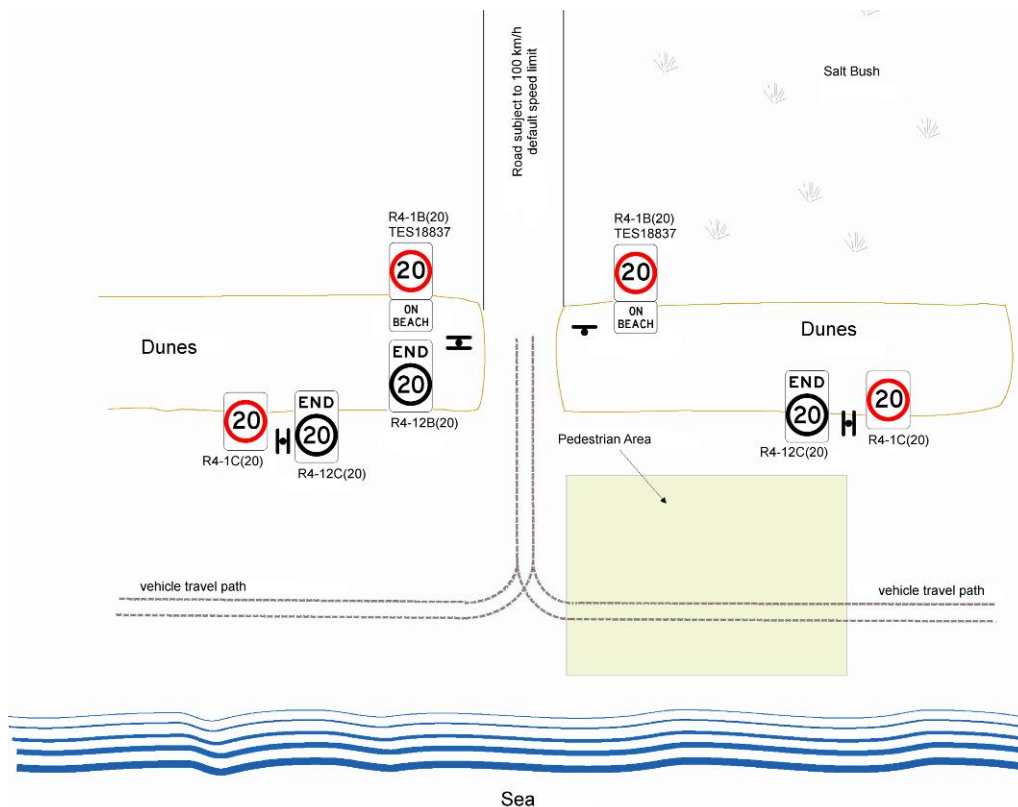 Road subject to 100 km/h
default speed limit
Salt Bush
R4-1B(20)
TES18837
20
ON
BEACH
R4-1B(20)
TES18837
20
ON
BEACH
Dunes
Dunes
END
20
R4-12B(20)
20
R4-1C(20)
END
20
R4-12C(20)
END
20
R4-12C(20)
20
R4-1C(20)
Pedestrian Area
vehicle travel path
vehicle travel path
Sea